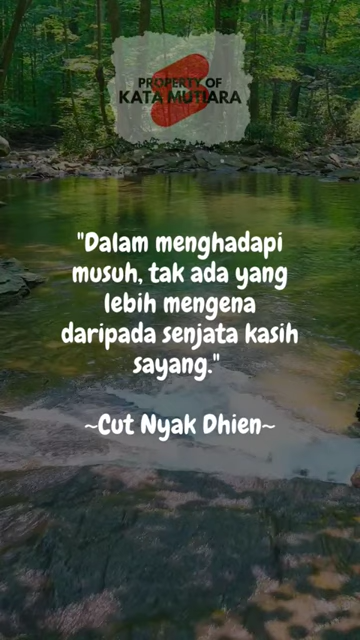 PROPERTY OF
KATA MUTIARA
"Dalam menghadapi
musuh, tak ada yang
lebih mengena
daripada senjata kasih
sayang."
~Cut Nyak Dhien~